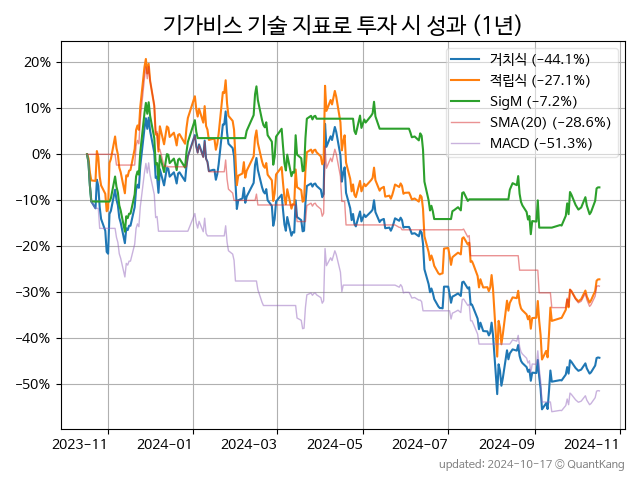 기가비스 기술 지표로 투자 시 성과 (1년)
거치식 (−44.1%)
적립식 (−27.1%)
SigM (−7.2%)
SMA(20) (−28.6%)
MACD (−51.3%)
20%
10%
0%
−10%
−20%
−30%
−40%
−50%
2023-11 2024-01 2024-03 2024-05 2024-07 2024-09 2024-11
updated: 2024-10-17 © QuantKang